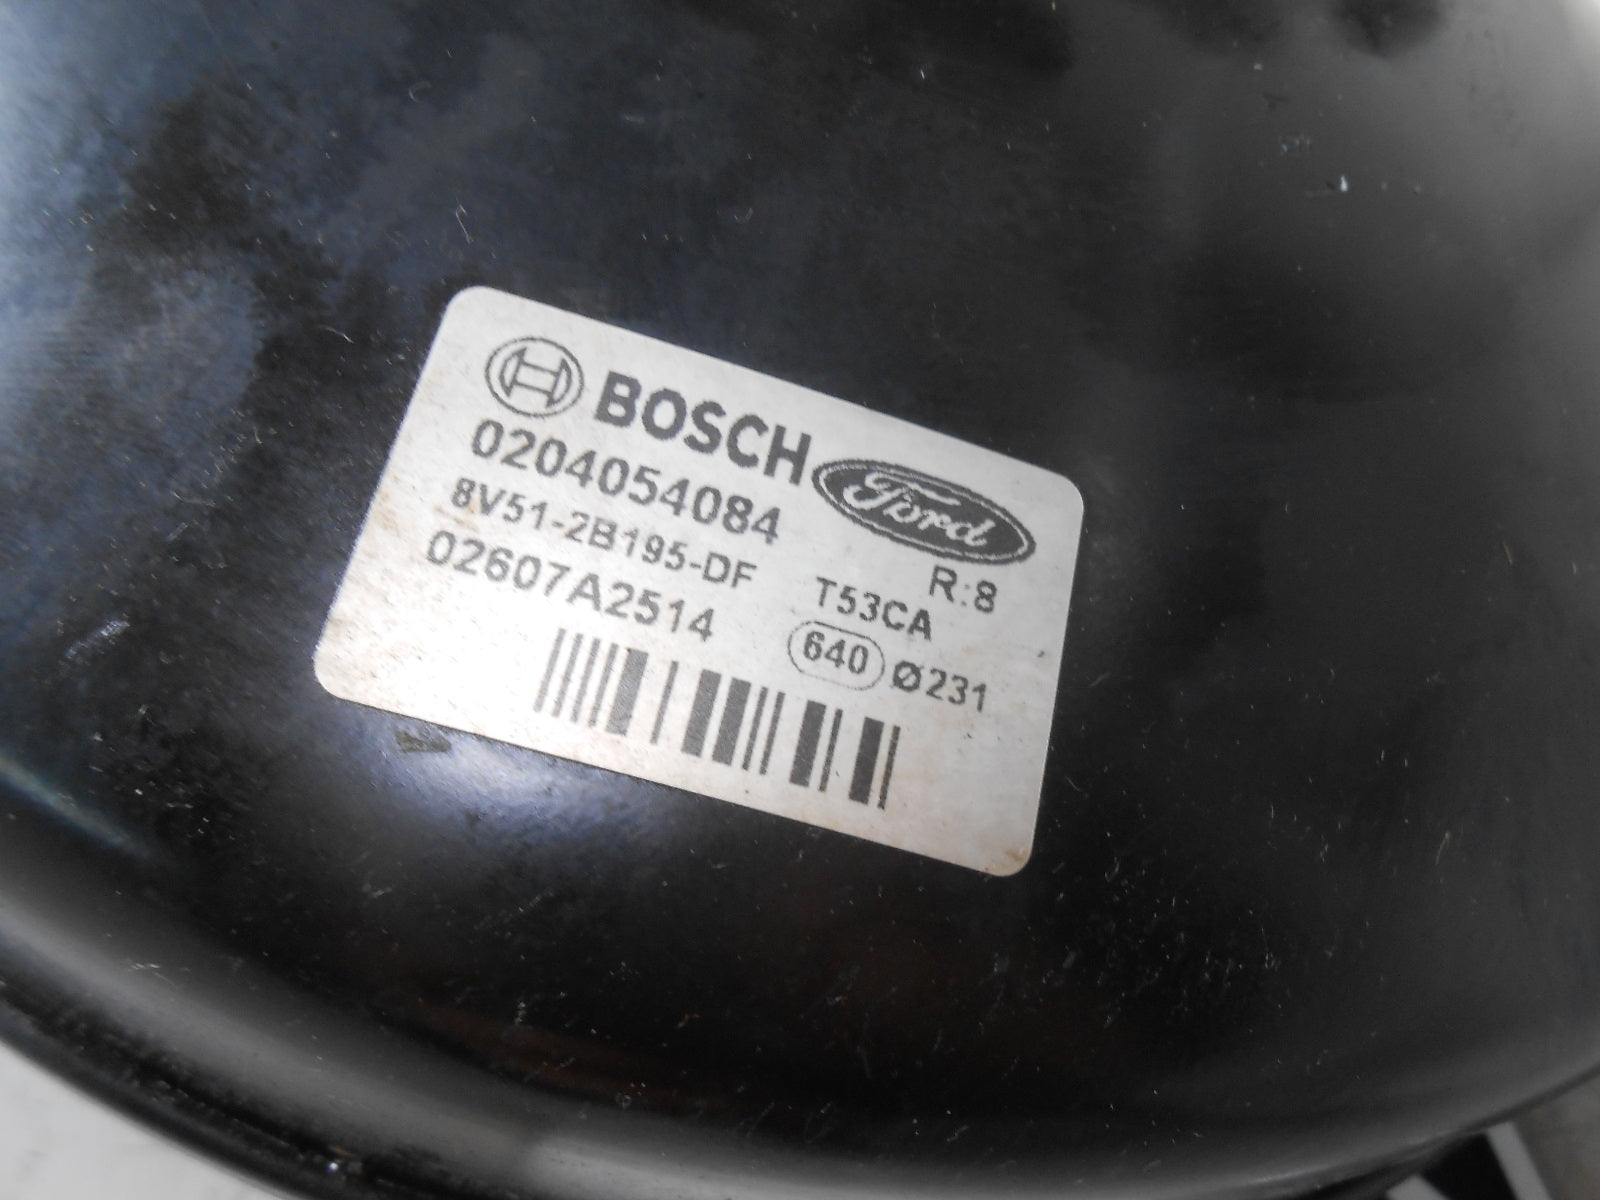 BOSCH
Ford
0204054084
R:8
8V51-2B195-DF
T53CA
02607A2514
640 Ø231